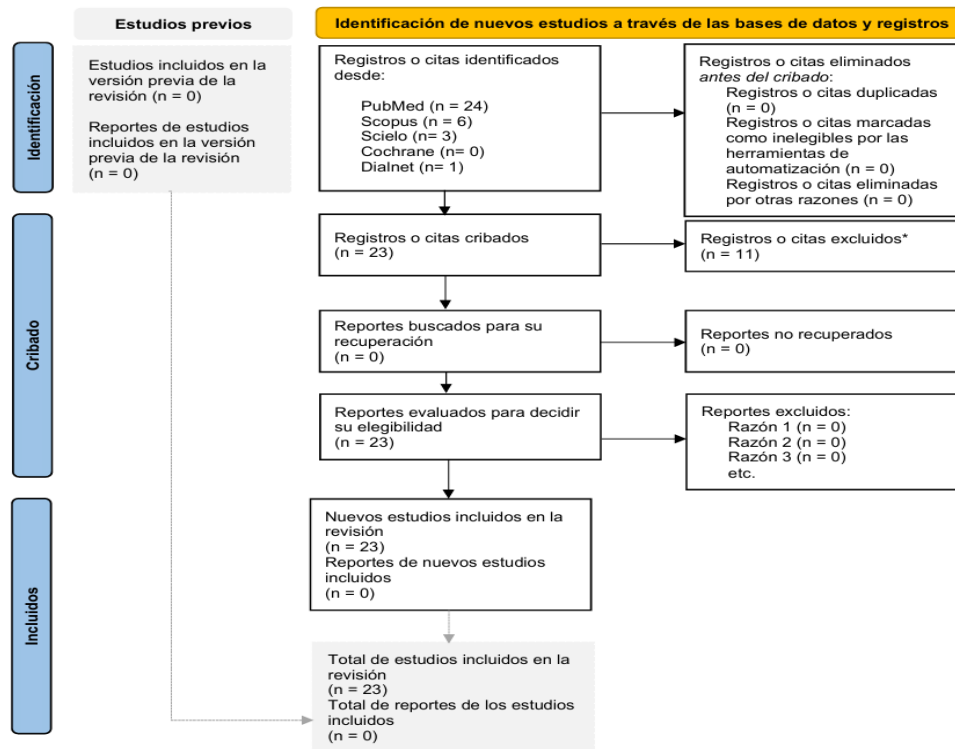 Estudios previos
Identificación de nuevos estudios a través de las bases de datos y registros
Identificación
Estudios incluidos en la
versión previa de la
revisión (n = 0)
Reportes de estudios
incluidos en la versión
previa de la revisión
(n = 0)
Registros o citas identificados
desde:
PubMed (n = 24)
Scopus (n = 6)
Scielo (n= 3)
Cochrane (n= 0)
Dialnet (n= 1)
Registros o citas eliminados
antes del cribado:
Registros o citas duplicadas
(n = 0)
Registros o citas marcadas
como inelegibles por las
herramientas de
automatización (n = 0)
Registros o citas eliminadas
por otras razones (n = 0)
Cribado
Registros o citas cribados
(n = 23)
Registros o citas excluidos*
(n = 11)
Reportes buscados para su
recuperación
(n = 0)
Reportes no recuperados
(n = 0)
Reportes evaluados para decidir
su elegibilidad
(n = 23)
Reportes excluidos:
Razón 1 (n = 0)
Razón 2 (n = 0)
Razón 3 (n = 0)
etc.
Incluidos
Nuevos estudios incluidos en la
revisión
(n = 23)
Reportes de nuevos estudios
incluidos
(n = 0)
Total de estudios incluidos en la
revisión
(n = 23)
Total de reportes de los estudios
incluidos
(n = 0)